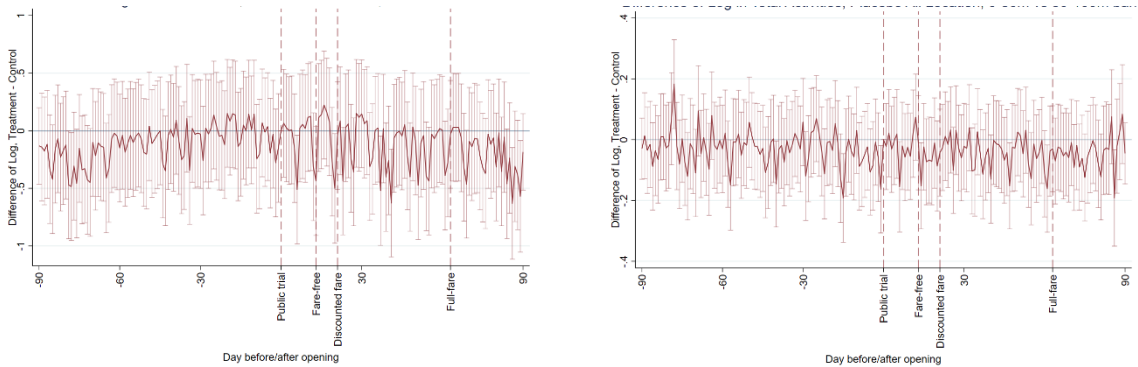 Difference of Log, Treatment - Control
1
.5
0
-.5
-1
-90
-60
-30
Public trial
Fare-free
Discounted fare
30
Full-fare
90
Day before/after opening
Difference of Log, Treatment - Control
.4
.2
0
-.2
-.4
-90
-60
-30
Public trial
Fare-free
Discounted fare
30
Full-fare
90
Day before/after opening